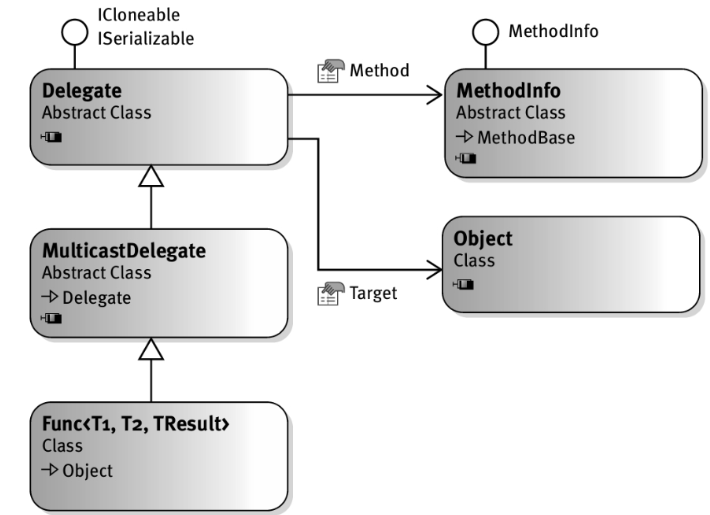 ICloneable
ISerializable
MethodInfo
Method
Delegate
Abstract Class
MethodInfo
Abstract Class
MethodBase
MulticastDelegate
Abstract Class
Delegate
Object
Class
Target
Func<T1, T2, TResult>
Class
Object